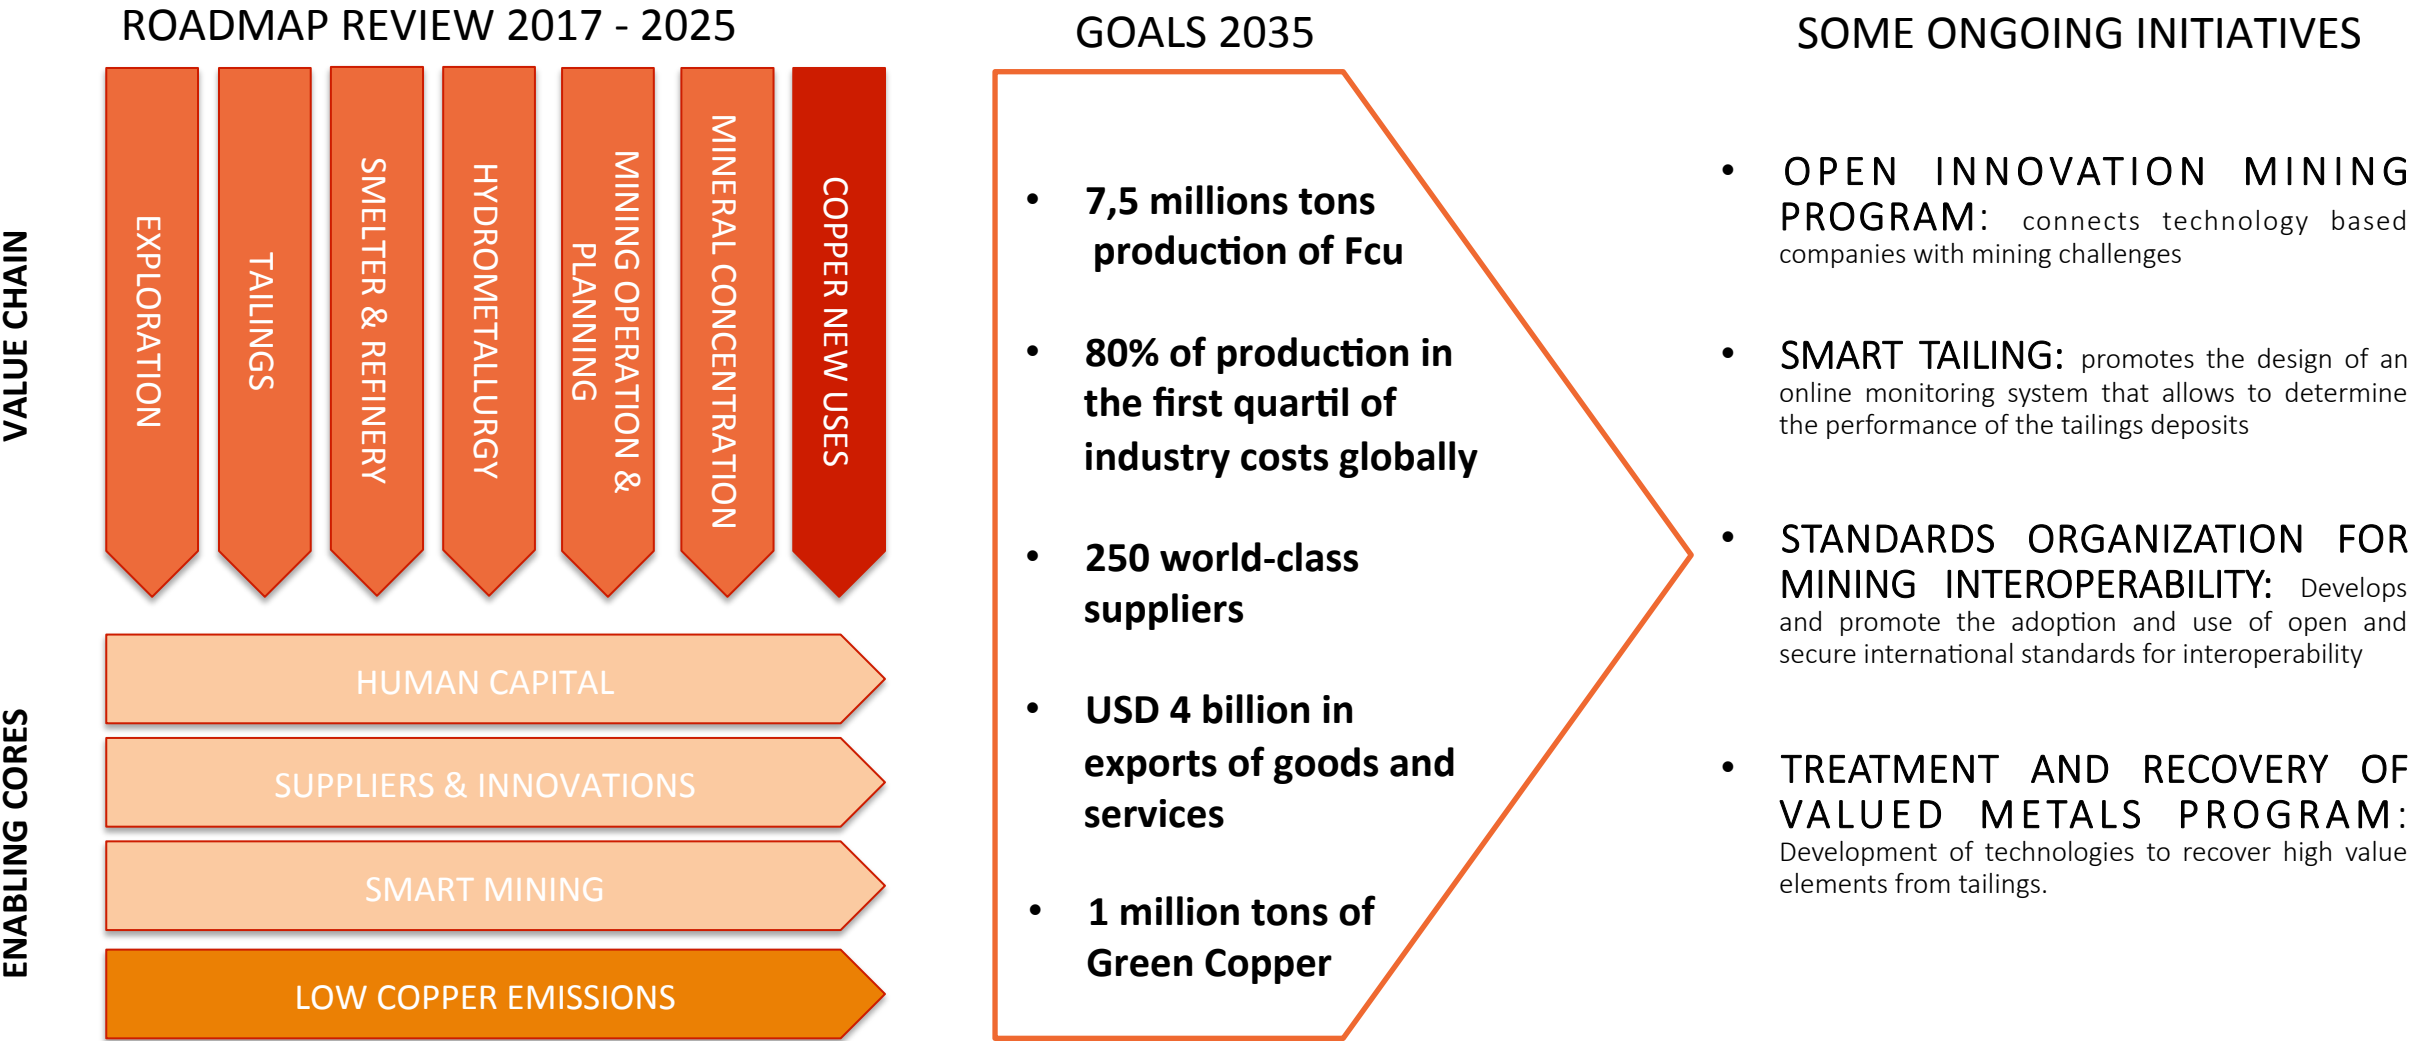 ROADMAP REVIEW 2017 - 2025
VALUE CHAIN
EXPLORATION
TAILINGS
SMELTER & REFINERY
HYDROMETALLURGY
MINING OPERATION &
PLANNING
MINERAL CONCENTRATION
COPPER NEW USES
ENABLING CORES
HUMAN CAPITAL
SUPPLIERS & INNOVATIONS
SMART MINING
LOW COPPER EMISSIONS
GOALS 2035
• 7,5 millions tons
production of Fcu
• 80% of production in
the first quartil of
industry costs globally
• 250 world-class
suppliers
• USD 4 billion in
exports of goods and
services
• 1 million tons of
Green Copper
SOME ONGOING INITIATIVES
• OPEN INNOVATION MINING
PROGRAM: connects technology based
companies with mining challenges
• SMART TAILING: promotes the design of an
online monitoring system that allows to determine
the performance of the tailings deposits
• STANDARDS ORGANIZATION FOR
MINING INTEROPERABILITY: Develops
and promote the adoption and use of open and
secure international standards for interoperability
• TREATMENT AND RECOVERY OF
VALUED METALS PROGRAM:
Development of technologies to recover high value
elements from tailings.